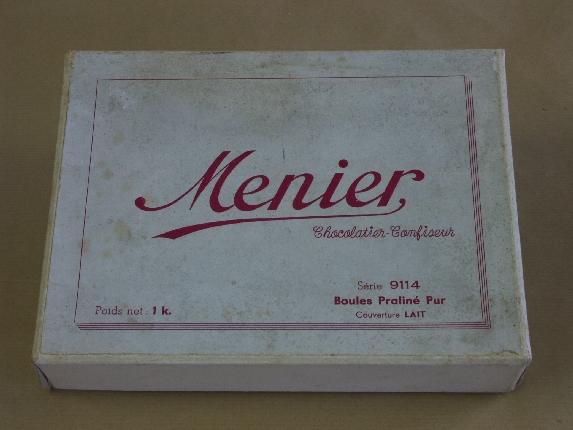 Menier
Chocolatier-Confiseur
Série 9114
Boules Praliné Pur
Couverture LAIT
Poids net: 1 k.